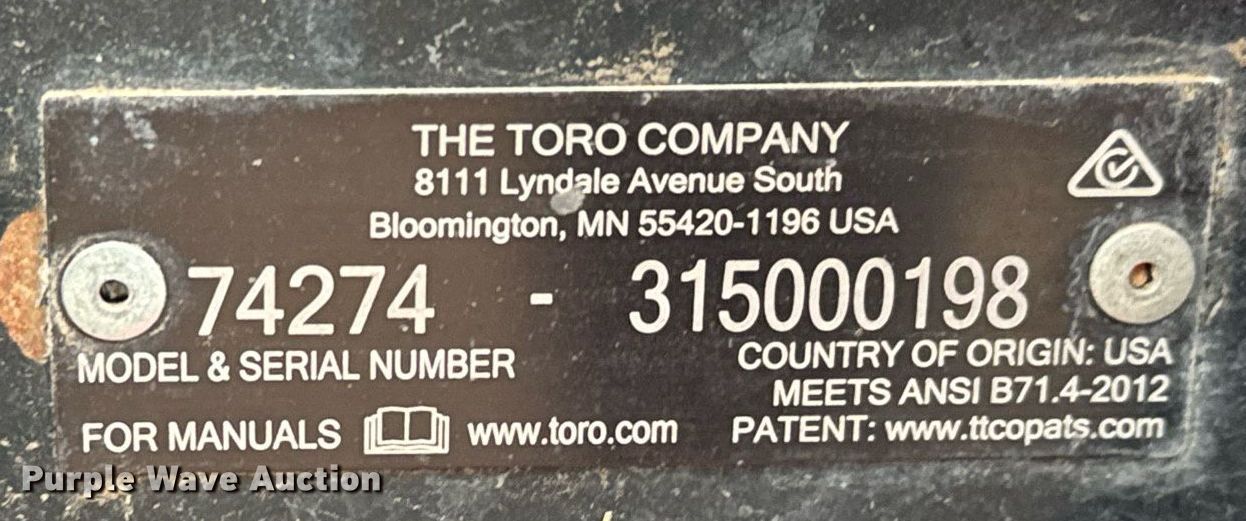 THE TORO COMPANY
8111 Lyndale Avenue South
Bloomington, MN 55420-1196 USA
74274 - 315000198
MODEL & SERIAL NUMBER
COUNTRY OF ORIGIN: USA
MEETS ANSI B71.4-2012
FOR MANUALS www.toro.com
PATENT: www.ttcopats.com
Purple Wave Auction